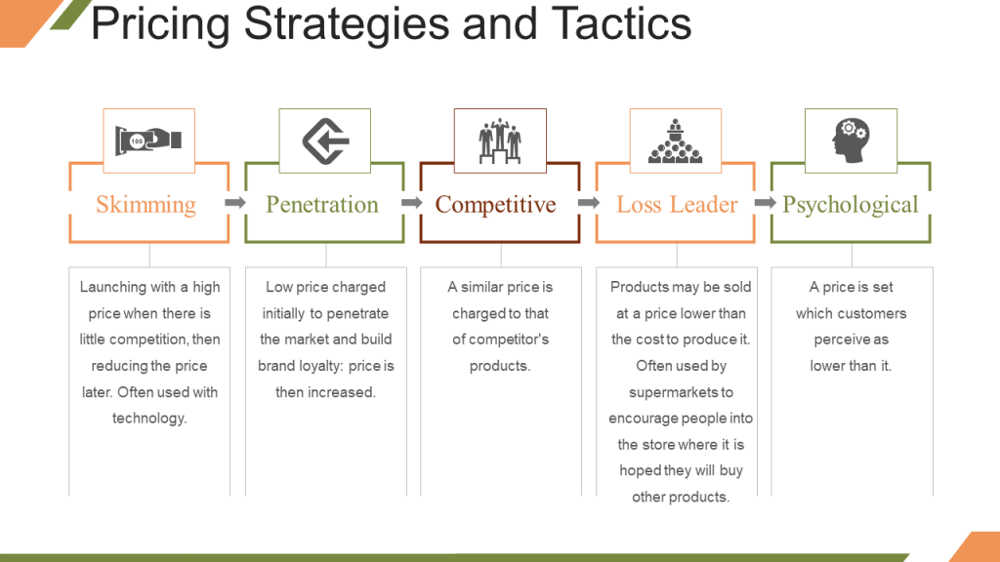 Pricing Strategies and Tactics
100
Skimming
Penetration
Competitive
Loss Leader
Psychological
Launching with a high
price when there is
little competition, then
reducing the price
later. Often used with
technology.
Low price charged
initially to penetrate
the market and build
brand loyalty: price is
then increased.
A similar price is
charged to that
of competitor's
products.
Products may be sold
at a price lower than
the cost to produce it.
Often used by
supermarkets to
encourage people into
the store where it is
hoped they will buy
other products.
A price is set
which customers
perceive as
lower than it.